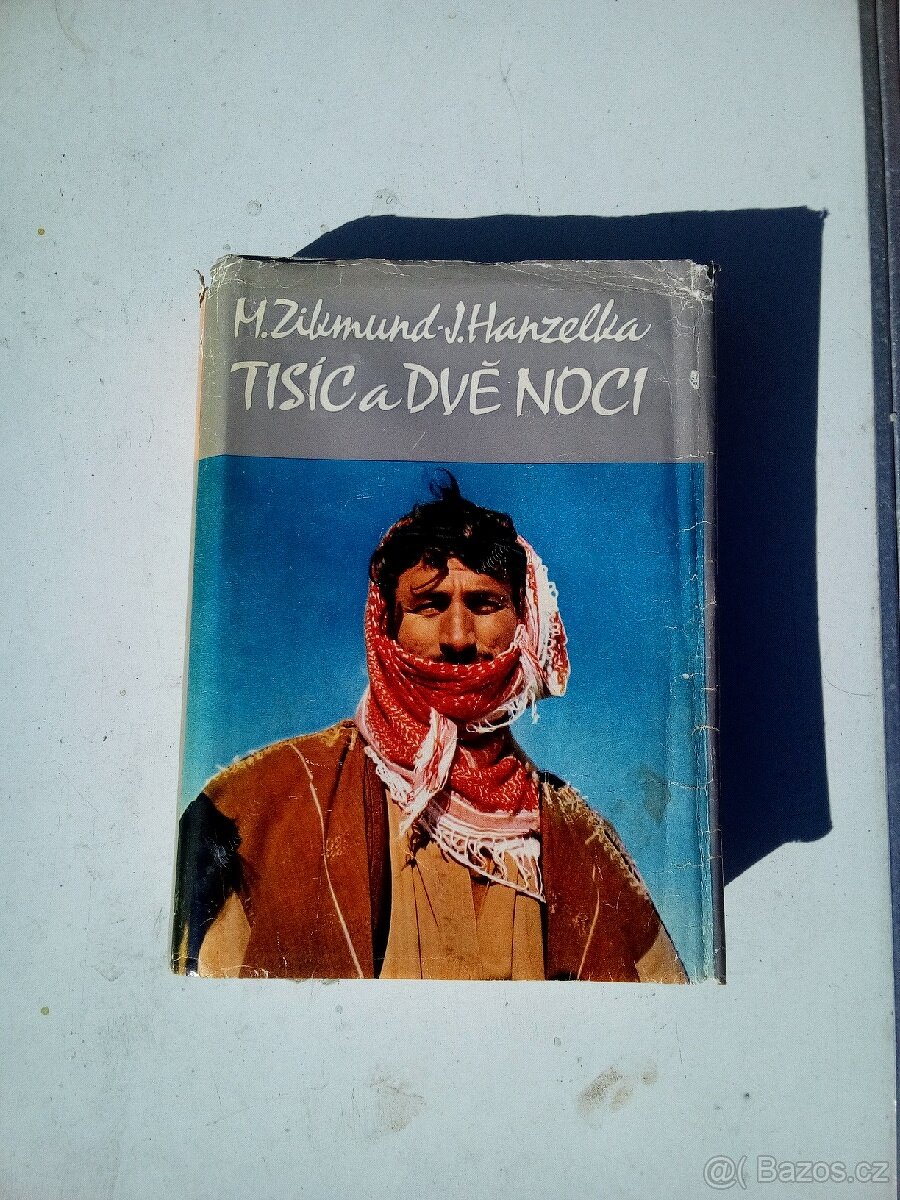 M. Zikmund - J. Hanzelka
TISÍC a DVĚ NOCI
@( Bazos.cz